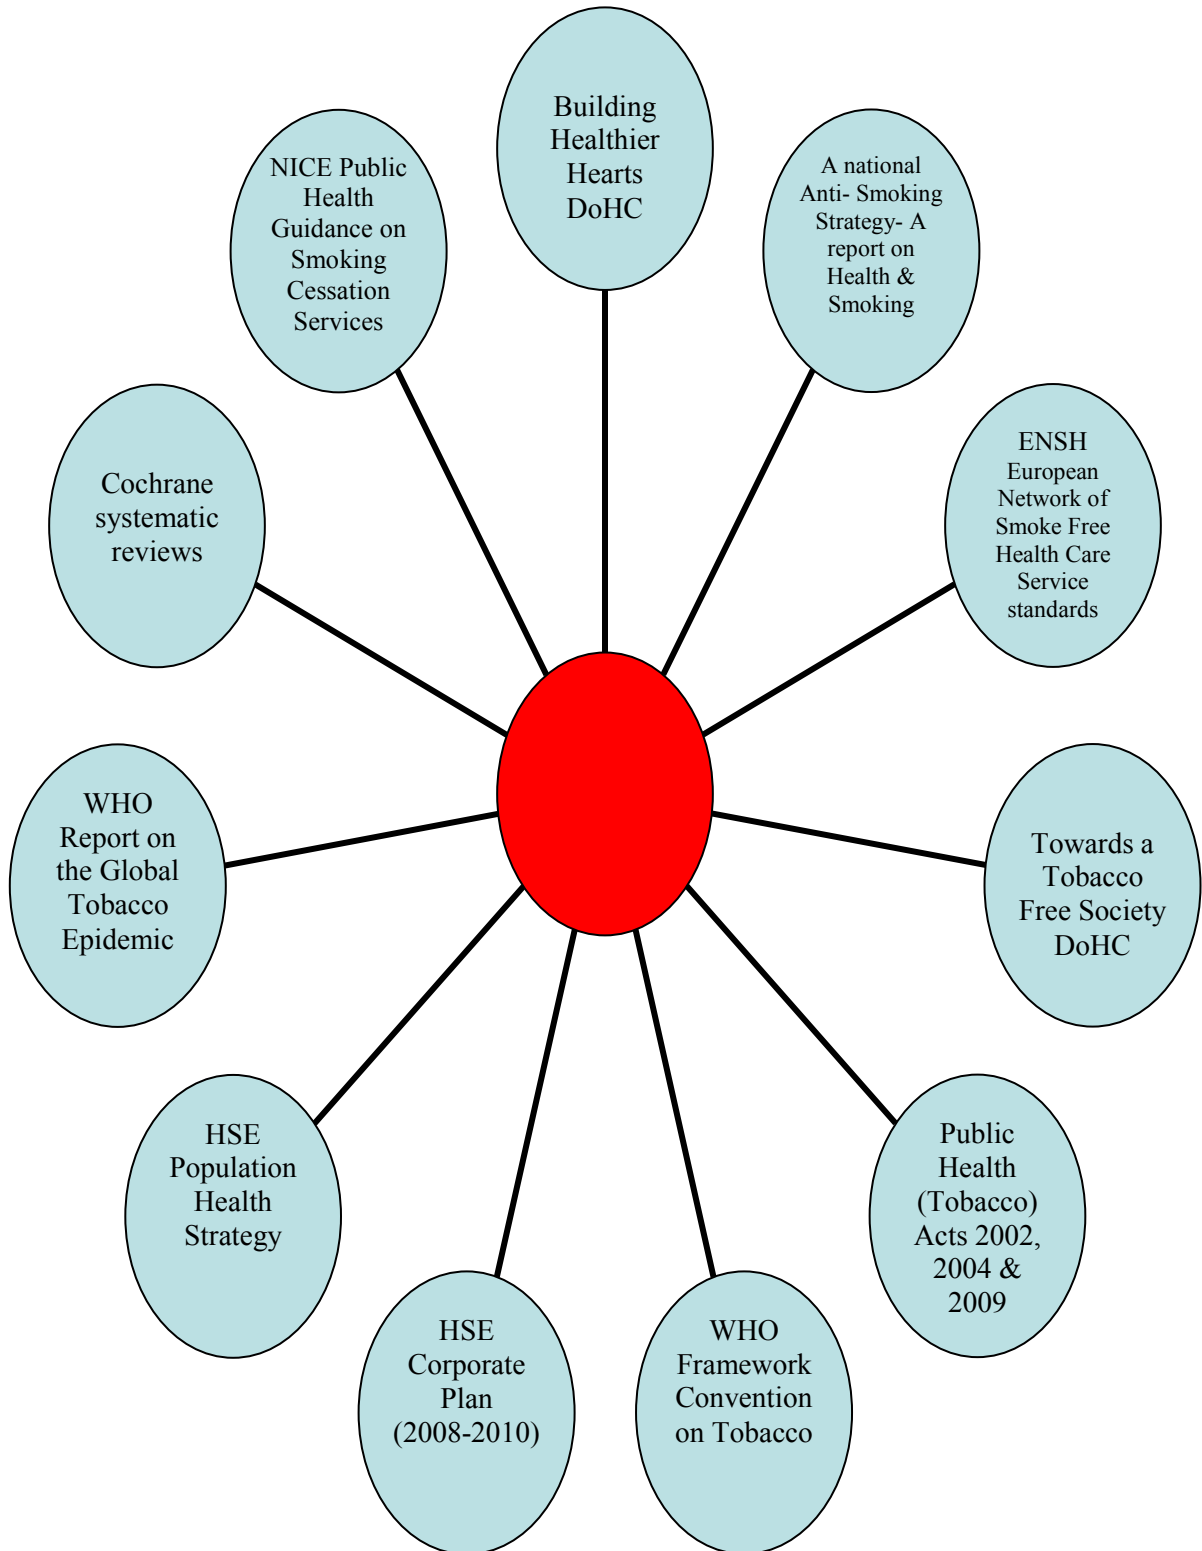 Building
Healthier
Hearts
DoHC
A national
Anti- Smoking
Strategy- A
report on
Health &
Smoking
ENSH
European
Network of
Smoke Free
Health Care
Service
standards
Towards a
Tobacco
Free Society
DoHC
Public
Health
(Tobacco)
Acts 2002,
2004 &
2009
WHO
Framework
Convention
on Tobacco
HSE
Corporate
Plan
(2008-2010)
HSE
Population
Health
Strategy
WHO
Report on
the Global
Tobacco
Epidemic
Cochrane
systematic
reviews
NICE Public
Health
Guidance on
Smoking
Cessation
Services